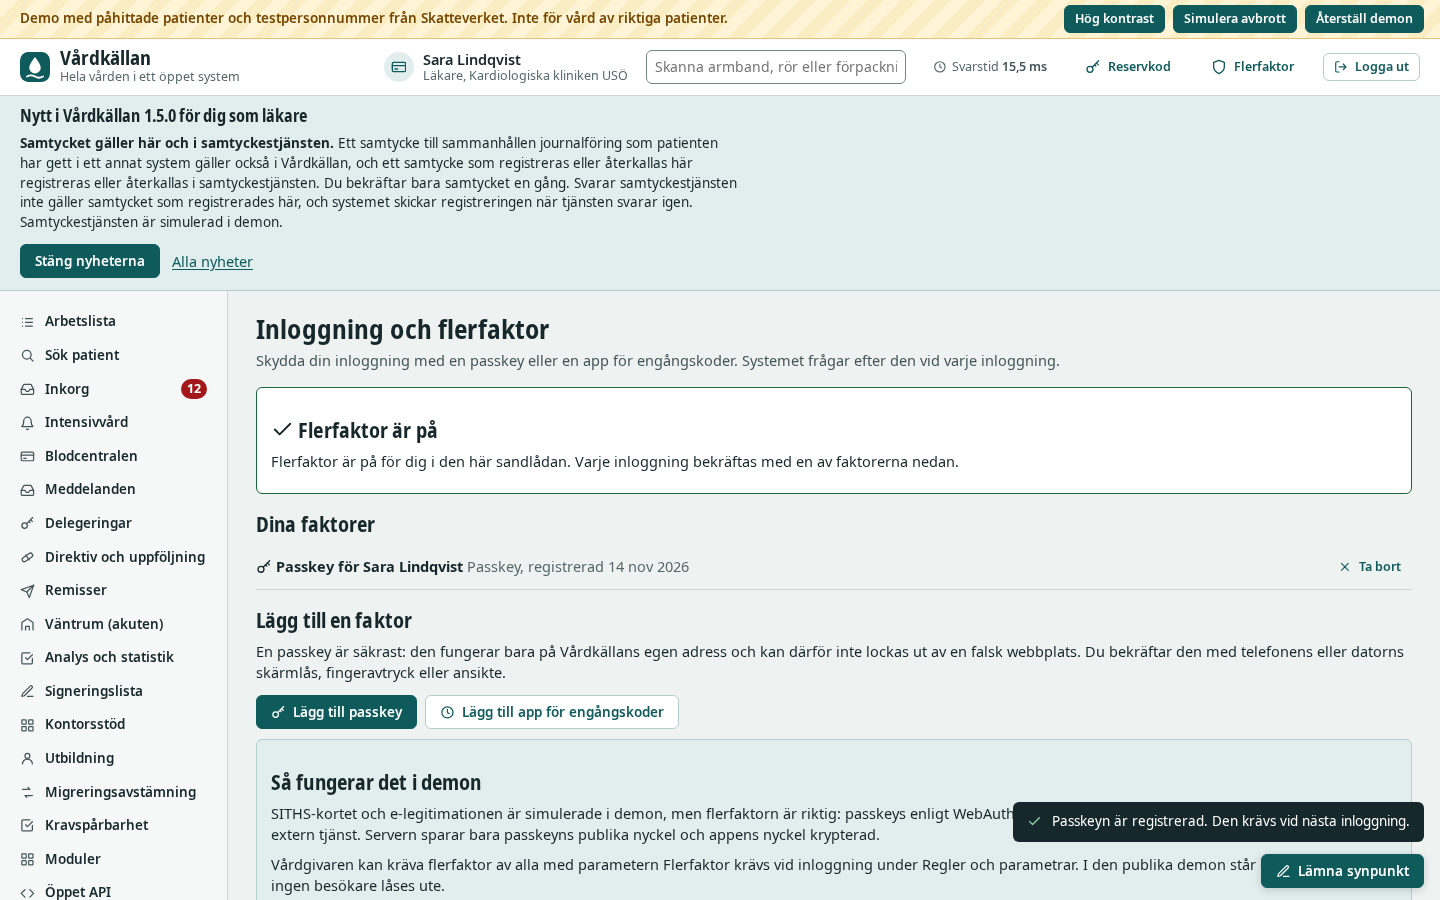 Demo med påhittade patienter och testpersonnummer från Skatteverket. Inte för vård av riktiga patienter.
Hög kontrast
Simulera avbrott
Återställ demon
Vårdkällan
Hela vården i ett öppet system
Sara Lindqvist
Läkare, Kardiologiska kliniken USÖ
Skanna armband, rör eller förpackni
Svarstid 15,5 ms
Reservkod
Flerfaktor
Logga ut
Nytt i Vårdkällan 1.5.0 för dig som läkare
Samtycket gäller här och i samtyckestjänsten. Ett samtycke till sammanhållen journalföring som patienten
har gett i ett annat system gäller också i Vårdkällan, och ett samtycke som registreras eller återkallas här
registreras eller återkallas i samtyckestjänsten. Du bekräftar bara samtycket en gång. Svarar samtyckestjänsten
inte gäller samtycket som registrerades här, och systemet skickar registreringen när tjänsten svarar igen.
Samtyckestjänsten är simulerad i demon.
Stäng nyheterna
Alla nyheter
Arbetslista
Sök patient
Inkorg
12
Intensivvård
Blodcentralen
Meddelanden
Delegeringar
Direktiv och uppföljning
Remisser
Väntrum (akuten)
Analys och statistik
Signeringslista
Kontorsstöd
Utbildning
Migreringsavstämning
Kravspårbarhet
Moduler
Öppet API
Inloggning och flerfaktor
Skydda din inloggning med en passkey eller en app för engångskoder. Systemet frågar efter den vid varje inloggning.
Flerfaktor är på
Flerfaktor är på för dig i den här sandlådan. Varje inloggning bekräftas med en av faktorerna nedan.
Dina faktorer
Passkey för Sara Lindqvist Passkey, registrerad 14 nov 2026
Ta bort
Lägg till en faktor
En passkey är säkrast: den fungerar bara på Vårdkällans egen adress och kan därför inte lockas ut av en falsk webbplats. Du bekräftar den med telefonens eller datorns
skärmlås, fingeravtryck eller ansikte.
Lägg till passkey
Lägg till app för engångskoder
Så fungerar det i demon
SITHS-kortet och e-legitimationen är simulerade i demon, men flerfaktorn är riktig: passkeys enligt WebAuth
extern tjänst. Servern sparar bara passkeyns publika nyckel och appens nyckel krypterad.
Vårdgivaren kan kräva flerfaktor av alla med parametern Flerfaktor krävs vid inloggning under Regler och parametrar. I den publika demon står
ingen besökare låses ute.
Passkeyn är registrerad. Den krävs vid nästa inloggning.
Lämna synpunkt